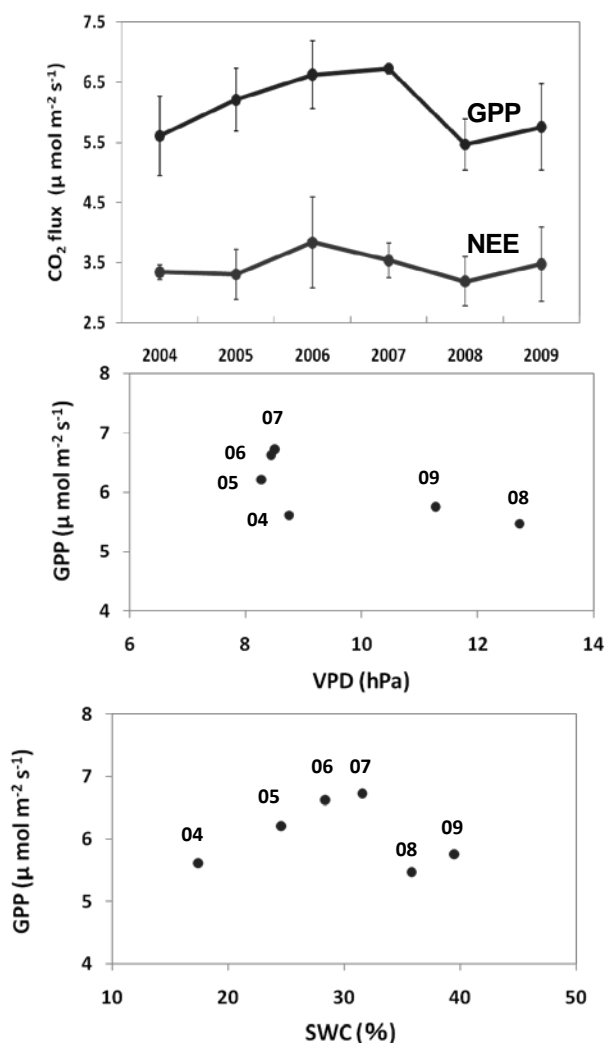 7.5
6.5
5.5
4.5
3.5
2.5
CO₂ flux (µ mol m⁻² s⁻¹)
GPP
NEE
2004 2005 2006 2007 2008 2009
8
7
6
5
4
GPP (µ mol m⁻² s⁻¹)
07
06
05
04
09
08
6 8 10 12 14
VPD (hPa)
8
7
6
5
4
GPP (µ mol m⁻² s⁻¹)
04
05
06
07
08
09
10 20 30 40 50
SWC (%)